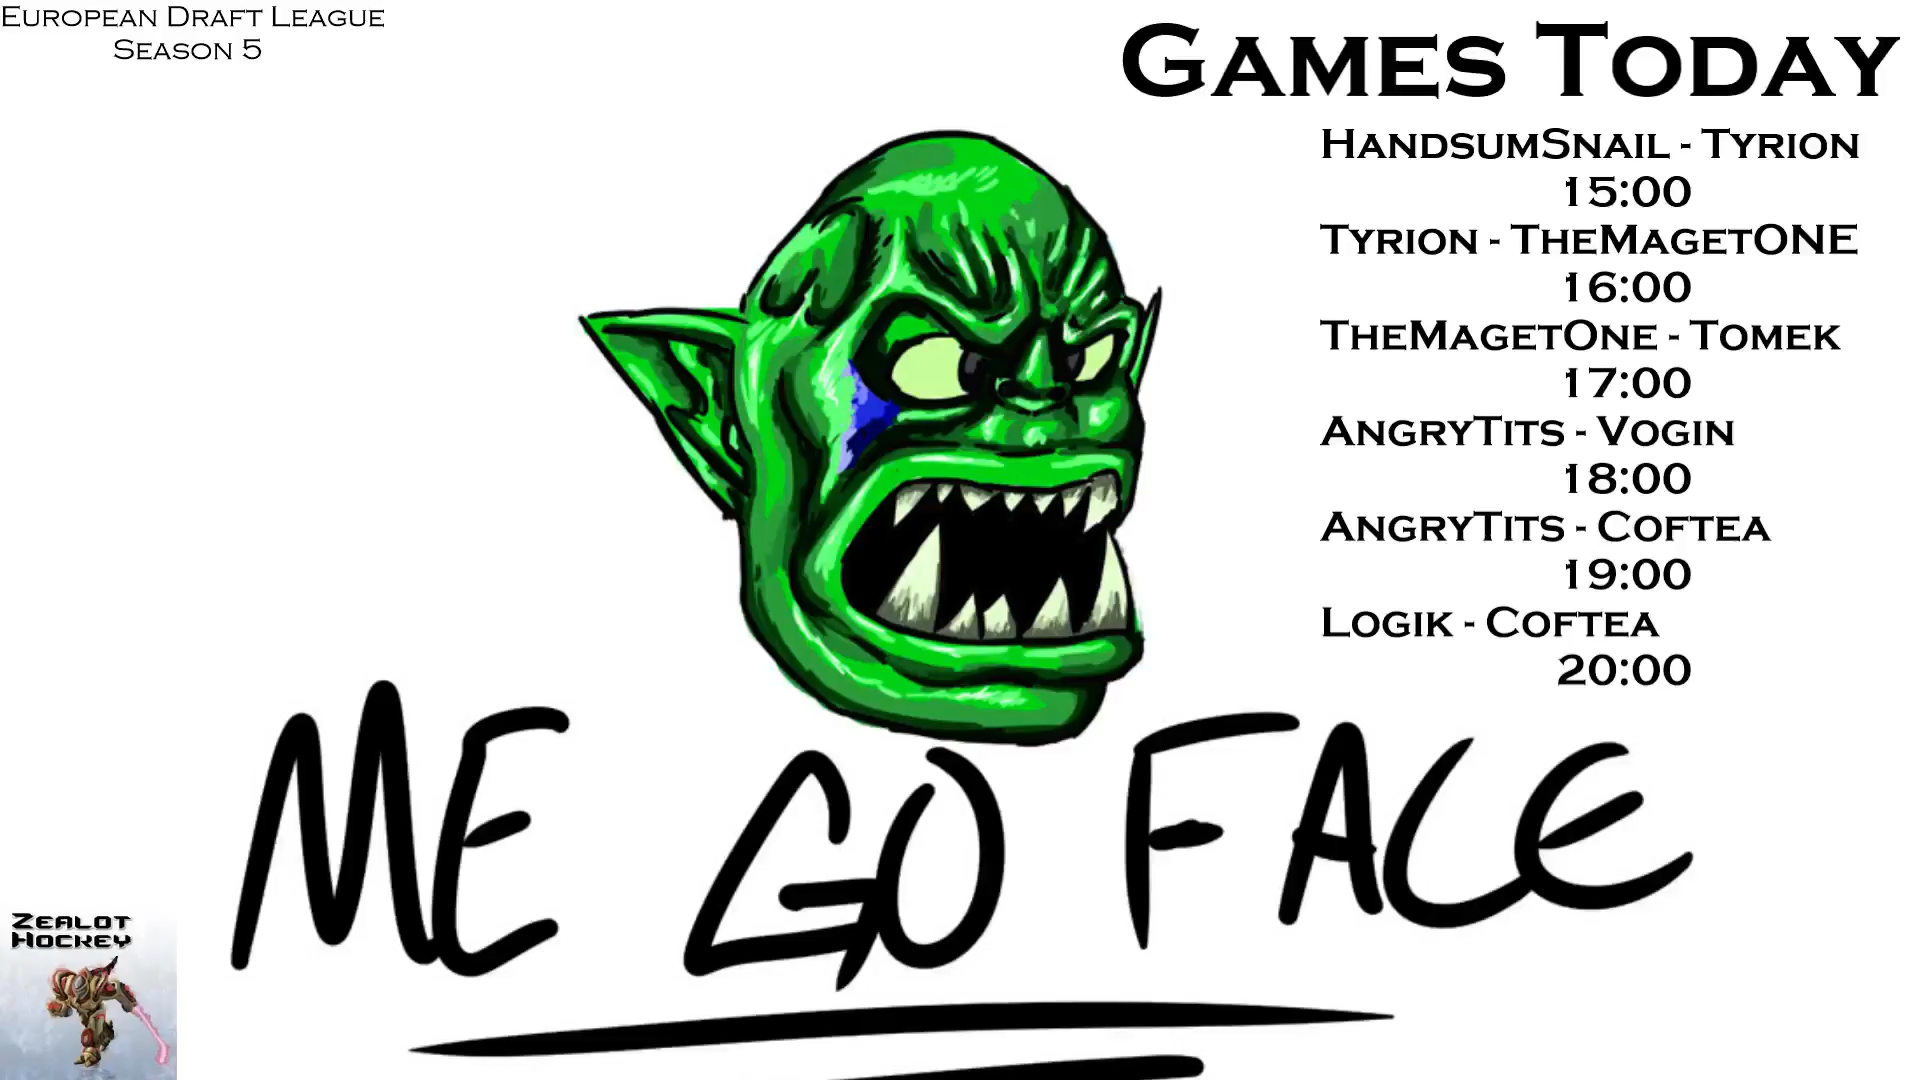 European Draft League
Season 5
Games Today
HandsumSnail - Tyrion
15:00
Tyrion - TheMagetONE
16:00
TheMagetOne - Tomek
17:00
AngryTits - Vogin
18:00
AngryTits - Coftea
19:00
Logik - Coftea
20:00
ME GO FACE
Zealot
Hockey